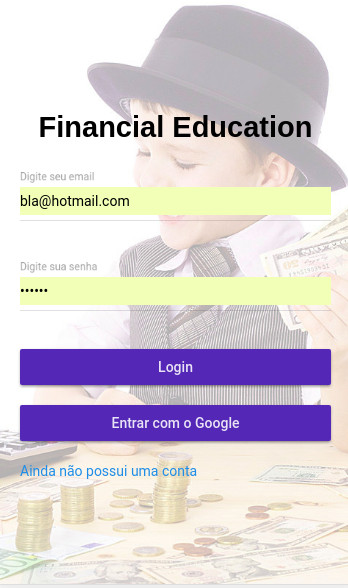 Financial Education
Digite seu email
bla@hotmail.com
Digite sua senha
••••••
Login
Entrar com o Google
Ainda não possui uma conta